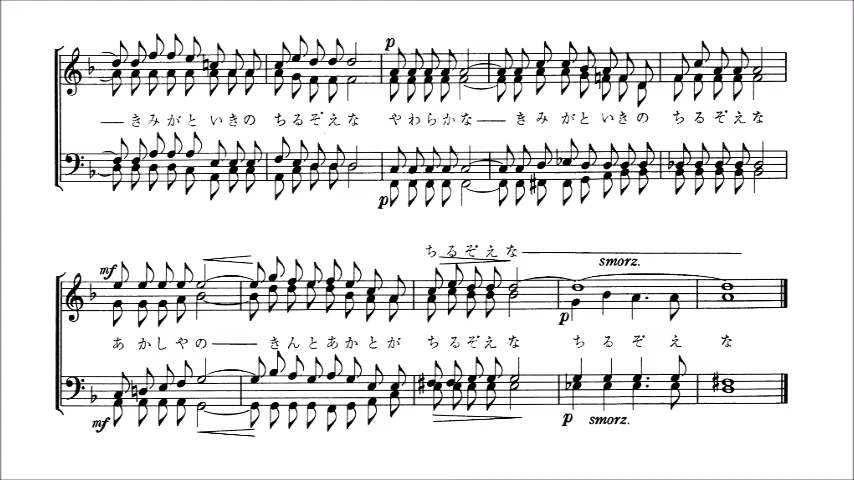 p
━━ きみがと いきの ちるぞえな やわらかな━━ きみがと いきの ちるぞえな
p
ちるぞえな
mf smorz.
p
あかしやの━━ きんとあかとが ちるぞえな ちるぞえな
mf p smorz.